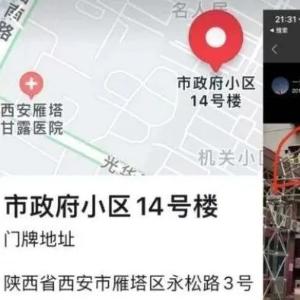 名人居
西路
市政府小区
14号楼
西安雁塔
甘露医院
光华
机关小区
市政府小区14号楼
门牌地址
陕西省西安市雁塔区永松路3号
21:31
搜索
201